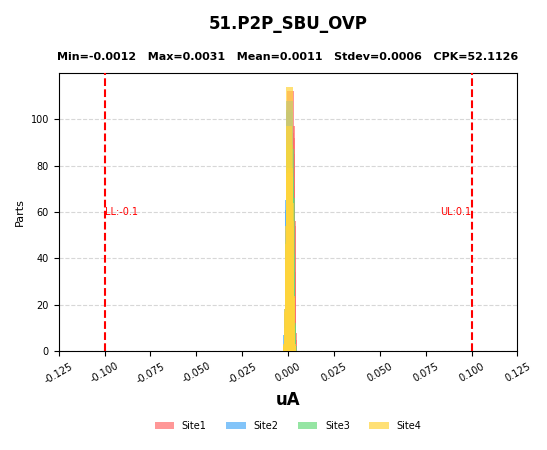 51.P2P_SBU_OVP
Min=-0.0012 Max=0.0031 Mean=0.0011 Stdev=0.0006 CPK=52.1126
Parts
100
80
60
40
20
0
LL:-0.1
UL:0.1
-0.125 -0.100 -0.075 -0.050 -0.025 0.000 0.025 0.050 0.075 0.100 0.125
uA
Site1 Site2 Site3 Site4